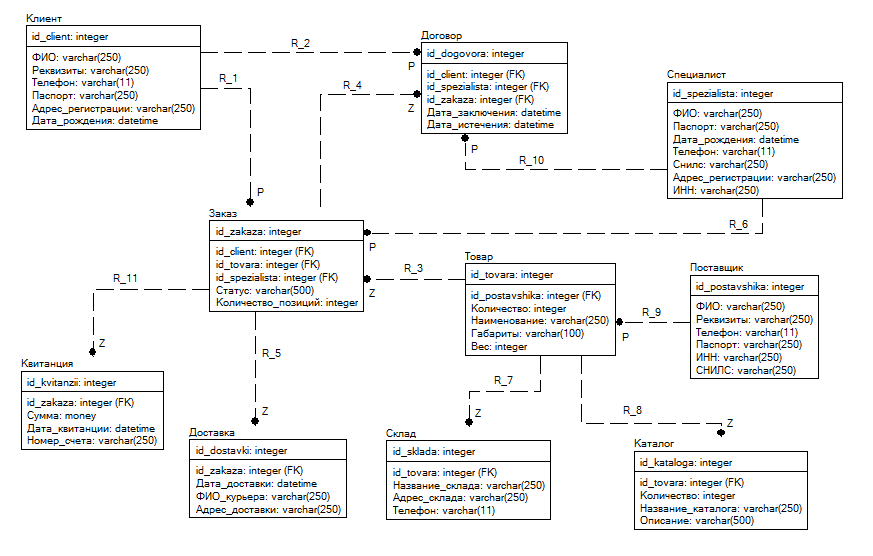 Клиент
id_client: integer
ФИО: varchar(250)
Реквизиты: varchar(250)
Телефон: varchar(11)
Паспорт: varchar(250)
Адрес_регистрации: varchar(250)
Дата_рождения: datetime
R_2
P
R_1
P
R_4
Z
Договор
id_dogovora: integer
id_client: integer (FK)
id_spezialista: integer (FK)
id_zakaza: integer (FK)
Дата_заключения: datetime
Дата_истечения: datetime
P
R_10
Специалист
id_spezialista: integer
ФИО: varchar(250)
Паспорт: varchar(250)
Дата_рождения: datetime
Телефон: varchar(11)
Снилс: varchar(250)
Адрес_регистрации: varchar(250)
ИНН: varchar(250)
R_6
P
Заказ
id_zakaza: integer
id_client: integer (FK)
id_tovara: integer (FK)
id_spezialista: integer (FK)
Статус: varchar(500)
Количество_позиций: integer
R_3
Z
Товар
id_tovara: integer
id_postavshika: integer (FK)
Количество: integer
Наименование: varchar(250)
Габариты: varchar(100)
Вес: integer
R_9
P
Поставщик
id_postavshika: integer
ФИО: varchar(250)
Реквизиты: varchar(250)
Телефон: varchar(11)
Паспорт: varchar(250)
ИНН: varchar(250)
СНИЛС: varchar(250)
R_11
Z
Квитанция
id_kvitanzii: integer
id_zakaza: integer (FK)
Сумма: money
Дата_квитанции: datetime
Номер_счета: varchar(250)
R_5
Z
Доставка
id_dostavki: integer
id_zakaza: integer (FK)
Дата_доставки: datetime
ФИО_курьера: varchar(250)
Адрес_доставки: varchar(250)
R_7
Z
Склад
id_sklada: integer
id_tovara: integer (FK)
Название_склада: varchar(250)
Адрес_склада: varchar(250)
Телефон: varchar(11)
R_8
Z
Каталог
id_kataloga: integer
id_tovara: integer (FK)
Количество: integer
Название_каталога: varchar(250)
Описание: varchar(500)